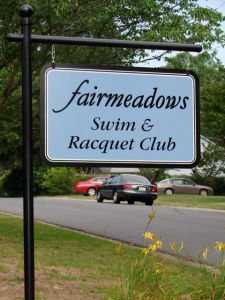 fairmeadows
Swim &
Racquet Club